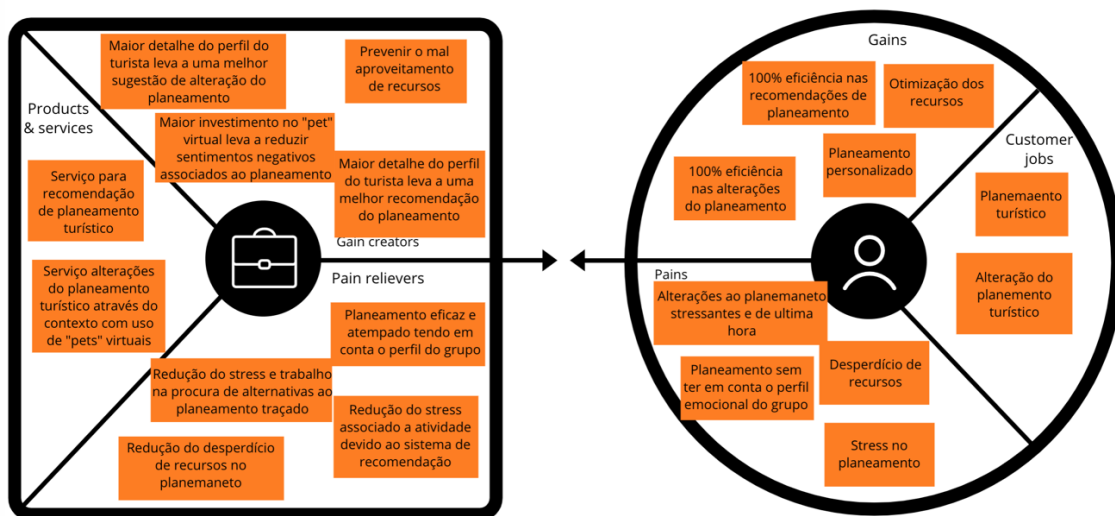 Products
& services
Maior detalhe do perfil do
turista leva a uma melhor
sugestão de alteração do
planeamento
Prevenir o mal
aproveitamento
de recursos
Maior investimento no "pet"
virtual leva a reduzir
sentimentos negativos
associados ao planeamento
Maior detalhe do perfil
do turista leva a uma
melhor recomendação
do planeamento
Serviço para
recomendação
de planeamento
turístico
Gain creators
Pain relievers
Serviço alterações
do planeamento
turístico através do
contexto com uso
de "pets" virtuais
Planeamento eficaz e
atempado tendo em
conta o perfil do grupo
Redução do stress e trabalho
na procura de alternativas ao
planeamento traçado
Redução do stress
associado a atividade
devido ao sistema de
recomendação
Redução do desperdício
de recursos no
planemaneto
Gains
100% eficiência nas
recomendações de
planeamento
Otimização dos
recursos
Planeamento
personalizado
100% eficiência
nas alterações
do planeamento
Customer
jobs
Planemaento
turístico
Alteração do
planemento
turístico
Pains
Alterações ao planemaneto
stressantes e de ultima
hora
Planeamento sem
ter em conta o perfil
emocional do grupo
Desperdício de
recursos
Stress no
planeamento